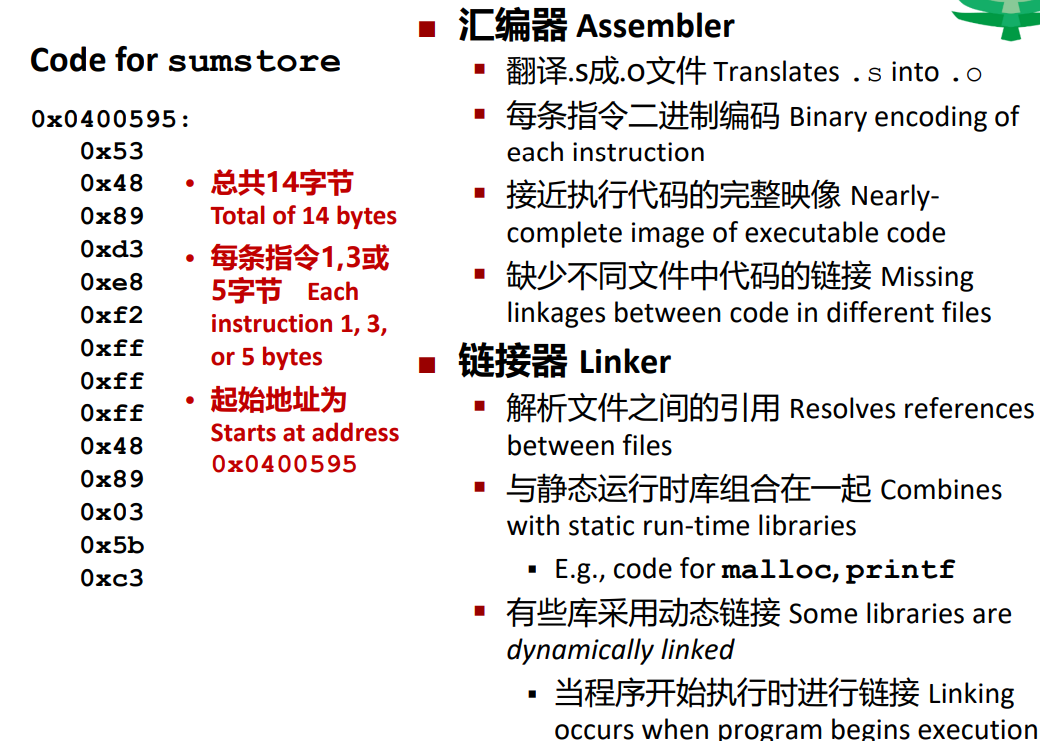 Code for sumstore
0x0400595:
0x53
0x48
0x89
0xd3
0xe8
0xf2
0xff
0xff
0xff
0x48
0x89
0x03
0x5b
0xc3
• 总共14字节
Total of 14 bytes
• 每条指令1,3或
5字节 Each
instruction 1, 3,
or 5 bytes
• 起始地址为
Starts at address
0x0400595
■ 汇编器 Assembler
▪ 翻译.s成.o文件 Translates .s into .o
▪ 每条指令二进制编码 Binary encoding of
each instruction
▪ 接近执行代码的完整映像 Nearly-
complete image of executable code
▪ 缺少不同文件中代码的链接 Missing
linkages between code in different files
■ 链接器 Linker
▪ 解析文件之间的引用 Resolves references
between files
▪ 与静态运行时库组合在一起 Combines
with static run-time libraries
▪ E.g., code for malloc, printf
▪ 有些库采用动态链接 Some libraries are
dynamically linked
▪ 当程序开始执行时进行链接 Linking
occurs when program begins execution